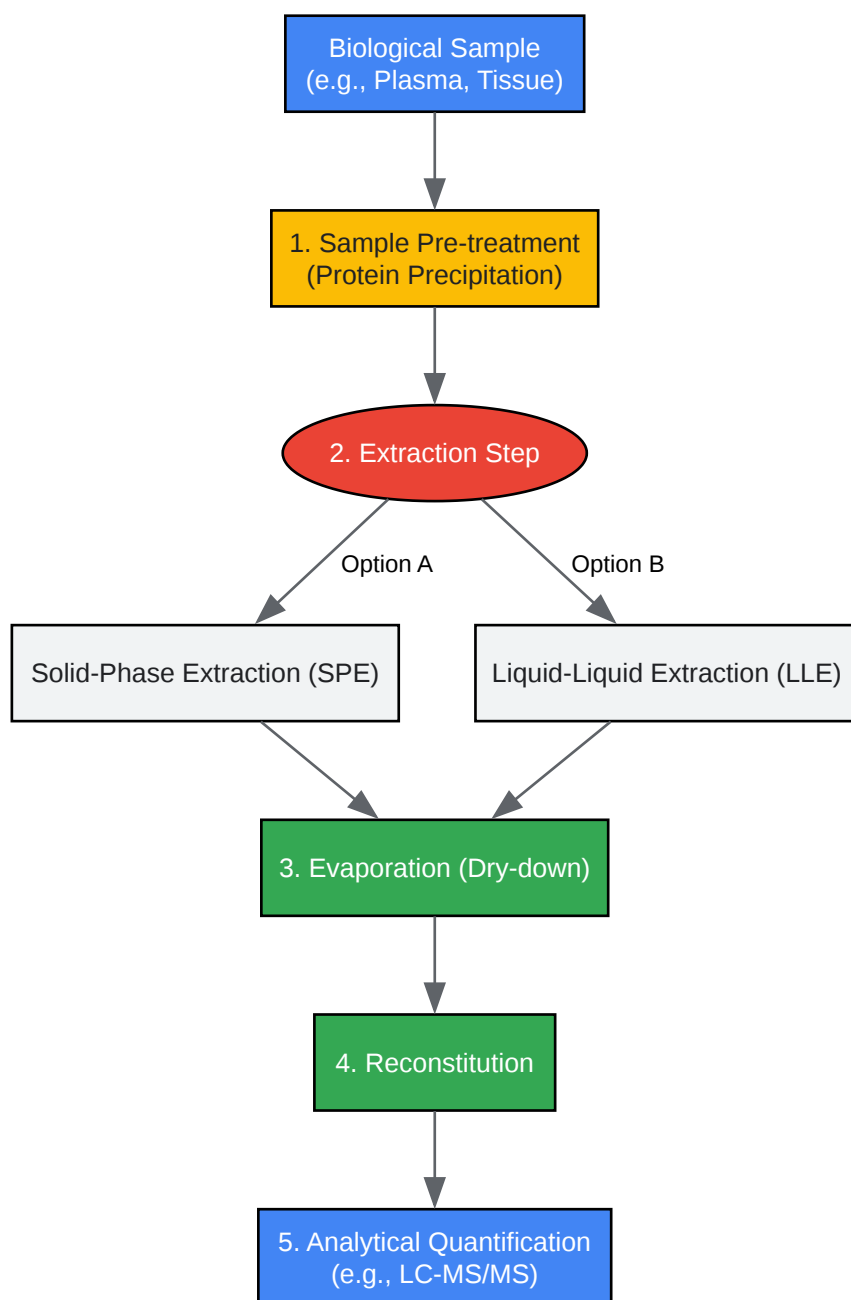 Biological Sample
(e.g., Plasma, Tissue)
1. Sample Pre-treatment
(Protein Precipitation)
2. Extraction Step
Option A
Option B
Solid-Phase Extraction (SPE)
Liquid-Liquid Extraction (LLE)
3. Evaporation (Dry-down)
4. Reconstitution
5. Analytical Quantification
(e.g., LC-MS/MS)